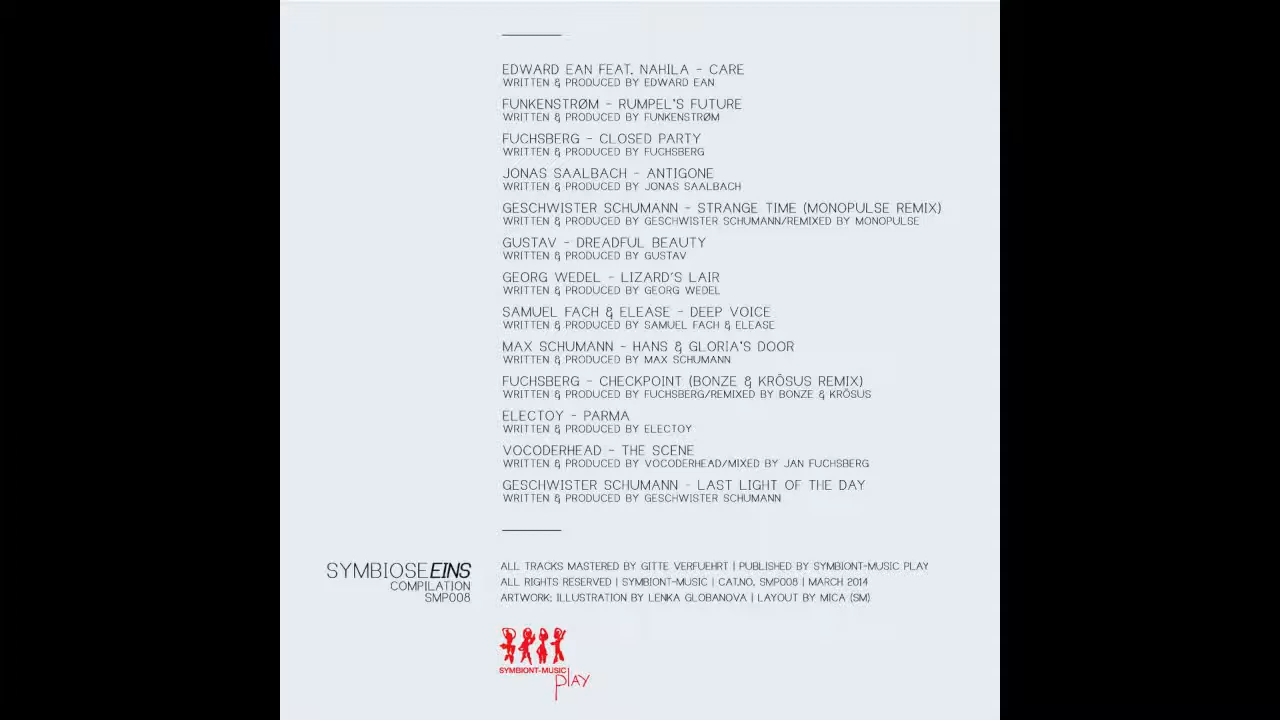 EDWARD EAN FEAT. NAHILA - CARE
WRITTEN & PRODUCED BY EDWARD EAN
FUNKENSTRØM - RUMPEL'S FUTURE
WRITTEN & PRODUCED BY FUNKENSTRØM
FUCHSBERG - CLOSED PARTY
WRITTEN & PRODUCED BY FUCHSBERG
JONAS SAALBACH - ANTIGONE
WRITTEN & PRODUCED BY JONAS SAALBACH
GESCHWISTER SCHUMANN - STRANGE TIME (MONOPULSE REMIX)
WRITTEN & PRODUCED BY GESCHWISTER SCHUMANN/REMIXED BY MONOPULSE
GUSTAV - DREADFUL BEAUTY
WRITTEN & PRODUCED BY GUSTAV
GEORG WEDEL - LIZARD'S LAIR
WRITTEN & PRODUCED BY GEORG WEDEL
SAMUEL FACH & ELEASE - DEEP VOICE
WRITTEN & PRODUCED BY SAMUEL FACH & ELEASE
MAX SCHUMANN - HANS & GLORIA'S DOOR
WRITTEN & PRODUCED BY MAX SCHUMANN
FUCHSBERG - CHECKPOINT (BONZE & KRÖSUS REMIX)
WRITTEN & PRODUCED BY FUCHSBERG/REMIXED BY BONZE & KRÖSUS
ELECTOY - PARMA
WRITTEN & PRODUCED BY ELECTOY
VOCODERHEAD - THE SCENE
WRITTEN & PRODUCED BY VOCODERHEAD/MIXED BY JAN FUCHSBERG
GESCHWISTER SCHUMANN - LAST LIGHT OF THE DAY
WRITTEN & PRODUCED BY GESCHWISTER SCHUMANN
SYMBIOSE EINS
COMPILATION
SMP008
ALL TRACKS MASTERED BY GITTE VERFUEHRT | PUBLISHED BY SYMBIONT-MUSIC PLAY
ALL RIGHTS RESERVED | SYMBIONT-MUSIC | CAT.NO. SMP008 | MARCH 2014
ARTWORK: ILLUSTRATION BY LENKA GLOBANOVA | LAYOUT BY MICA (SM)
SYMBIONT-MUSIC
PLAY